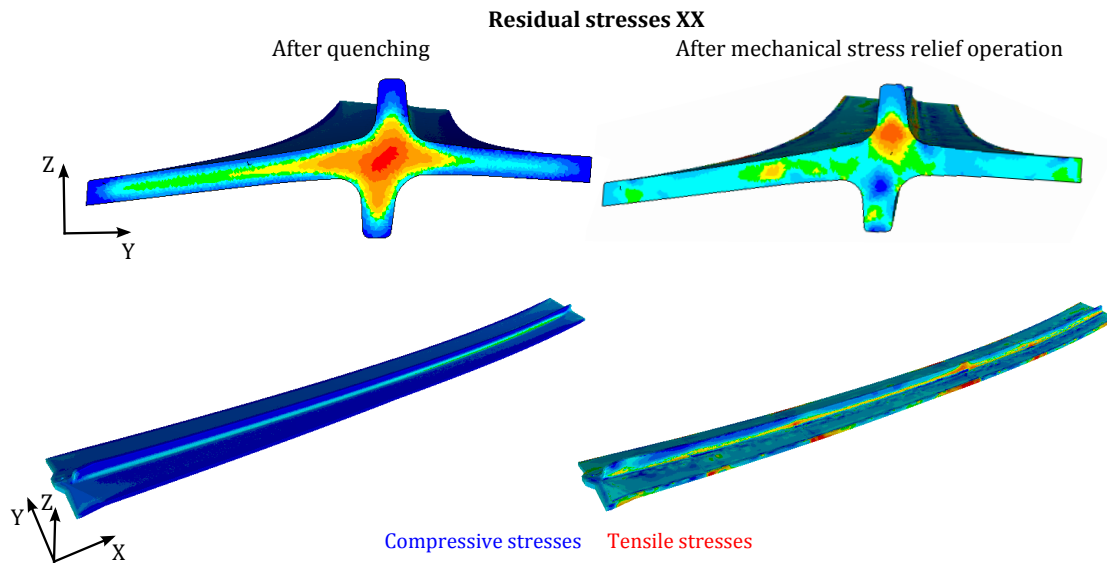 Residual stresses XX
After quenching
After mechanical stress relief operation
Z
Y
Y
Z
X
Compressive stresses Tensile stresses